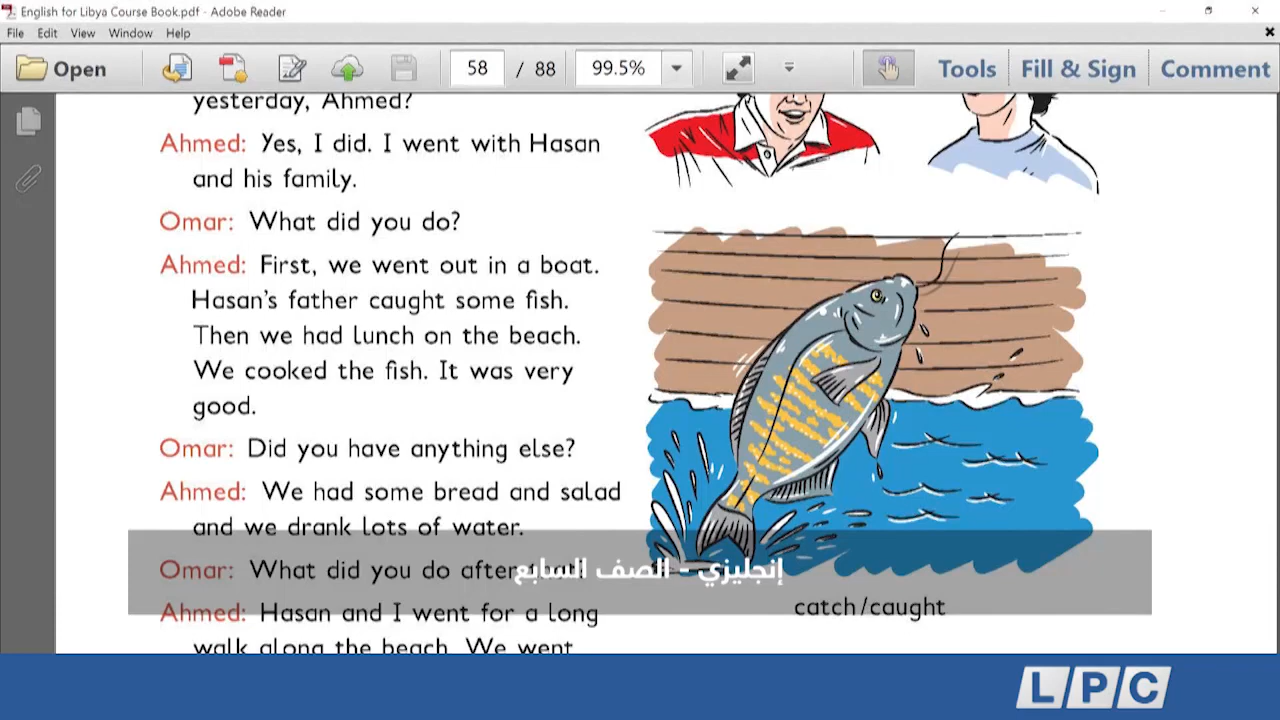 English for Libya Course Book.pdf - Adobe Reader
File Edit View Window Help
Open 58 / 88 99.5% Tools Fill & Sign Comment
yesterday, Ahmed?
Ahmed: Yes, I did. I went with Hasan
and his family.
Omar: What did you do?
Ahmed: First, we went out in a boat.
Hasan's father caught some fish.
Then we had lunch on the beach.
We cooked the fish. It was very
good.
Omar: Did you have anything else?
Ahmed: We had some bread and salad
and we drank lots of water.
Omar: What did you do after
إنجليزي - الصف السابع
catch/caught
Ahmed: Hasan and I went for a long
walk along the beach. We went
LPC